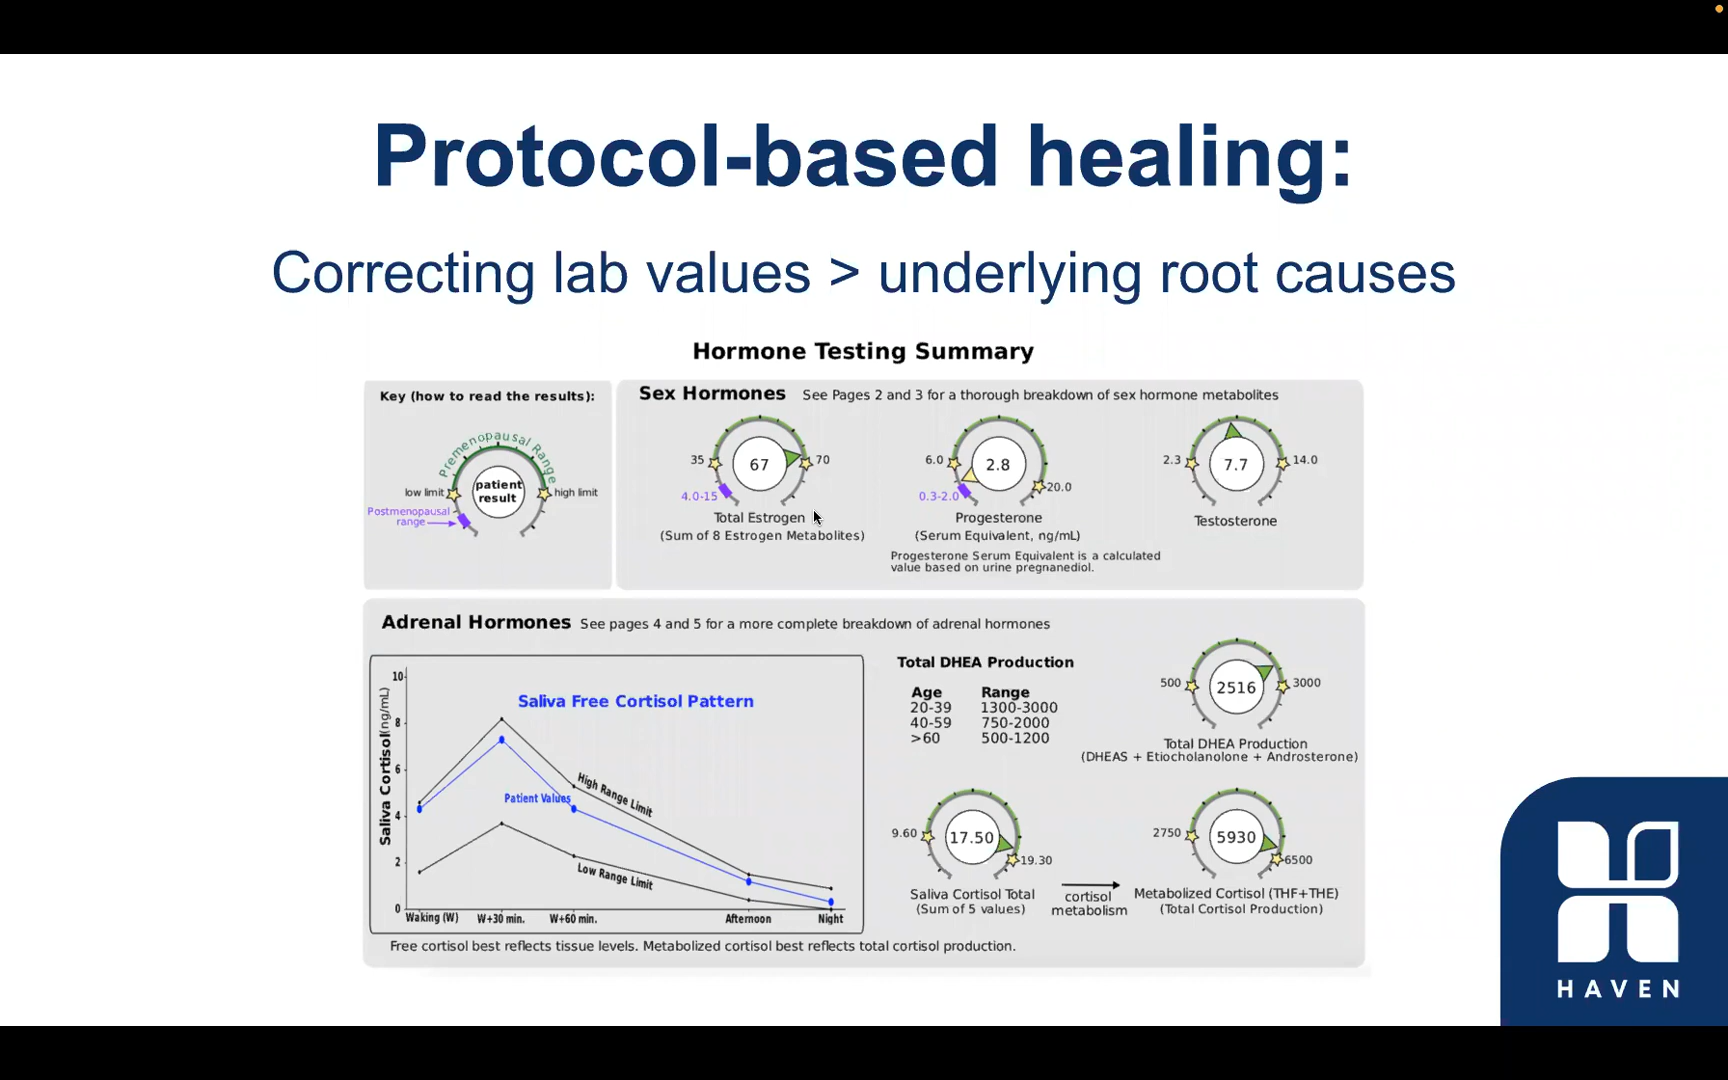 Protocol-based healing:
Correcting lab values > underlying root causes
Hormone Testing Summary
Key (how to read the results):
Premenopausal Range
patient
result
low limit
high limit
Postmenopausal
range
Sex Hormones See Pages 2 and 3 for a thorough breakdown of sex hormone metabolites
35
67
70
4.0-15
Total Estrogen
(Sum of 8 Estrogen Metabolites)
6.0
2.8
20.0
0.3-2.0
Progesterone
(Serum Equivalent, ng/mL)
Progesterone Serum Equivalent is a calculated
value based on urine pregnanediol.
2.3
7.7
14.0
Testosterone
Adrenal Hormones See pages 4 and 5 for a more complete breakdown of adrenal hormones
Saliva Free Cortisol Pattern
Saliva Cortisol(ng/mL)
10
8
6
4
2
0
High Range Limit
Patient Values
Low Range Limit
Waking (W) W+30 min. W+60 min. Afternoon Night
Total DHEA Production
Age Range
20-39 1300-3000
40-59 750-2000
>60 500-1200
500
2516
3000
Total DHEA Production
(DHEAS + Etiocholanolone + Androsterone)
9.60
17.50
19.30
Saliva Cortisol Total
(Sum of 5 values)
cortisol
metabolism
2750
5930
6500
Metabolized Cortisol (THF+THE)
(Total Cortisol Production)
Free cortisol best reflects tissue levels. Metabolized cortisol best reflects total cortisol production.
HAVEN